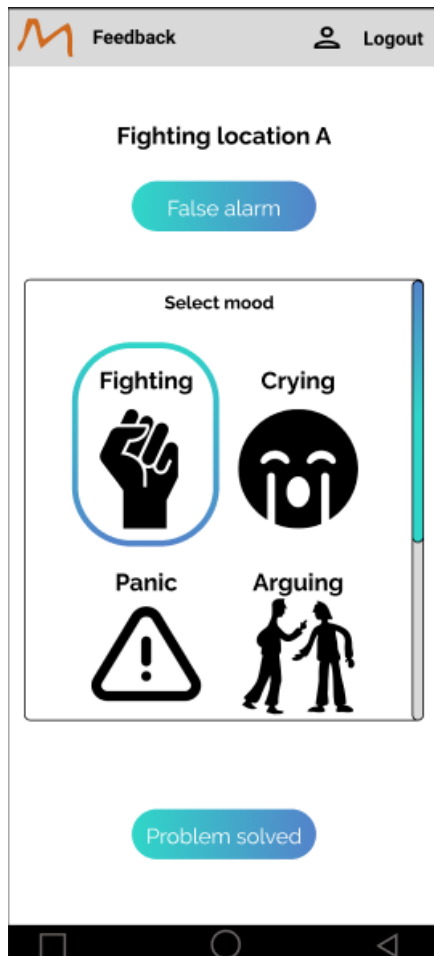 Feedback
Logout
Fighting location A
False alarm
Select mood
Fighting Crying
Panic Arguing
Problem solved